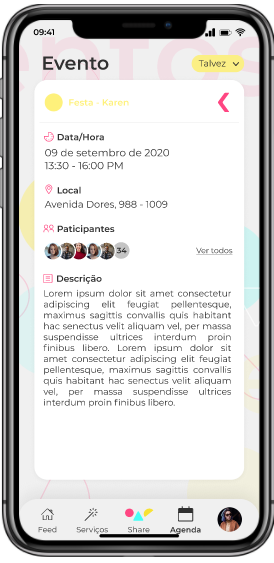 09:41
entos
Evento
Talvez
Festa - Karen
Data/Hora
09 de setembro de 2020
13:30 - 16:00 PM
Local
Avenida Dores, 988 - 1009
Paticipantes
34
Ver todos
Descrição
Lorem ipsum dolor sit amet consectetur
adipiscing elit feugiat pellentesque,
maximus sagittis convallis quis habitant
hac senectus velit aliquam vel, per massa
suspendisse ultrices interdum proin
finibus libero. Lorem ipsum dolor sit
amet consectetur adipiscing elit feugiat
pellentesque, maximus sagittis convallis
quis habitant hac senectus velit aliquam
vel, per massa suspendisse ultrices
interdum proin finibus libero.
Feed
Serviços
Share
Agenda